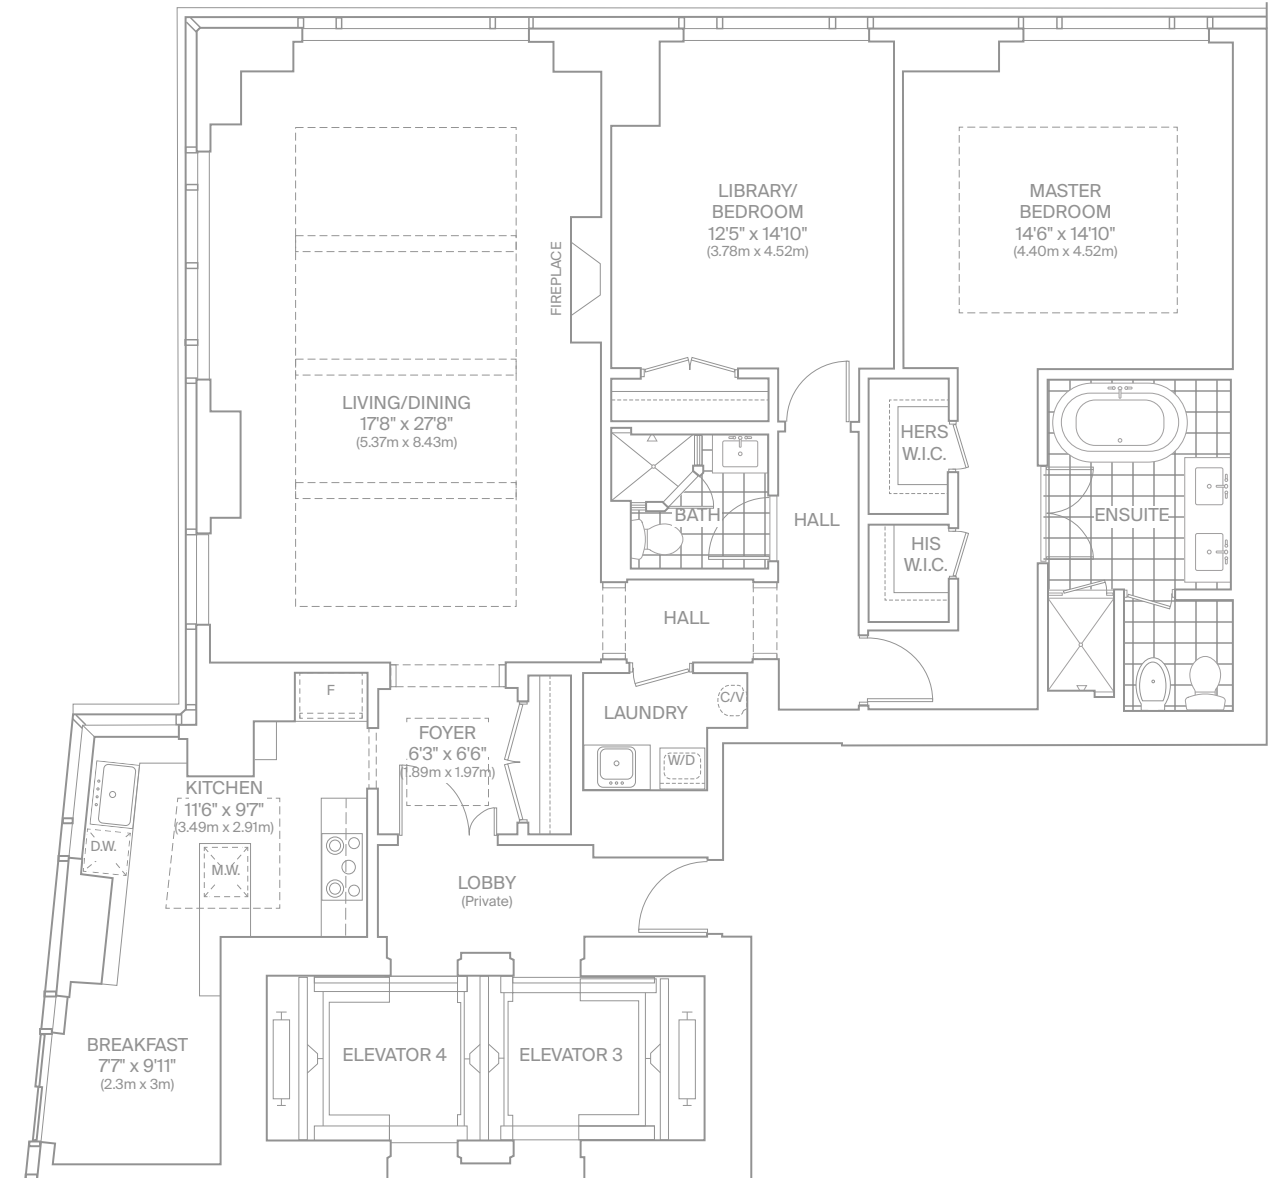 LIBRARY/
BEDROOM
12'5" x 14'10"
(3.78m x 4.52m)
MASTER
BEDROOM
14'6" x 14'10"
(4.40m x 4.52m)
FIREPLACE
LIVING/DINING
17'8" x 27'8"
(5.37m x 8.43m)
HERS
W.I.C.
BATH
HALL
ENSUITE
HIS
W.I.C.
HALL
F
C/V
LAUNDRY
FOYER
6'3" x 6'6"
(1.89m x 1.97m)
W/D
KITCHEN
11'6" x 9'7"
(3.49m x 2.91m)
D.W.
M.W.
LOBBY
(Private)
BREAKFAST
7'7" x 9'11"
(2.3m x 3m)
ELEVATOR 4
ELEVATOR 3